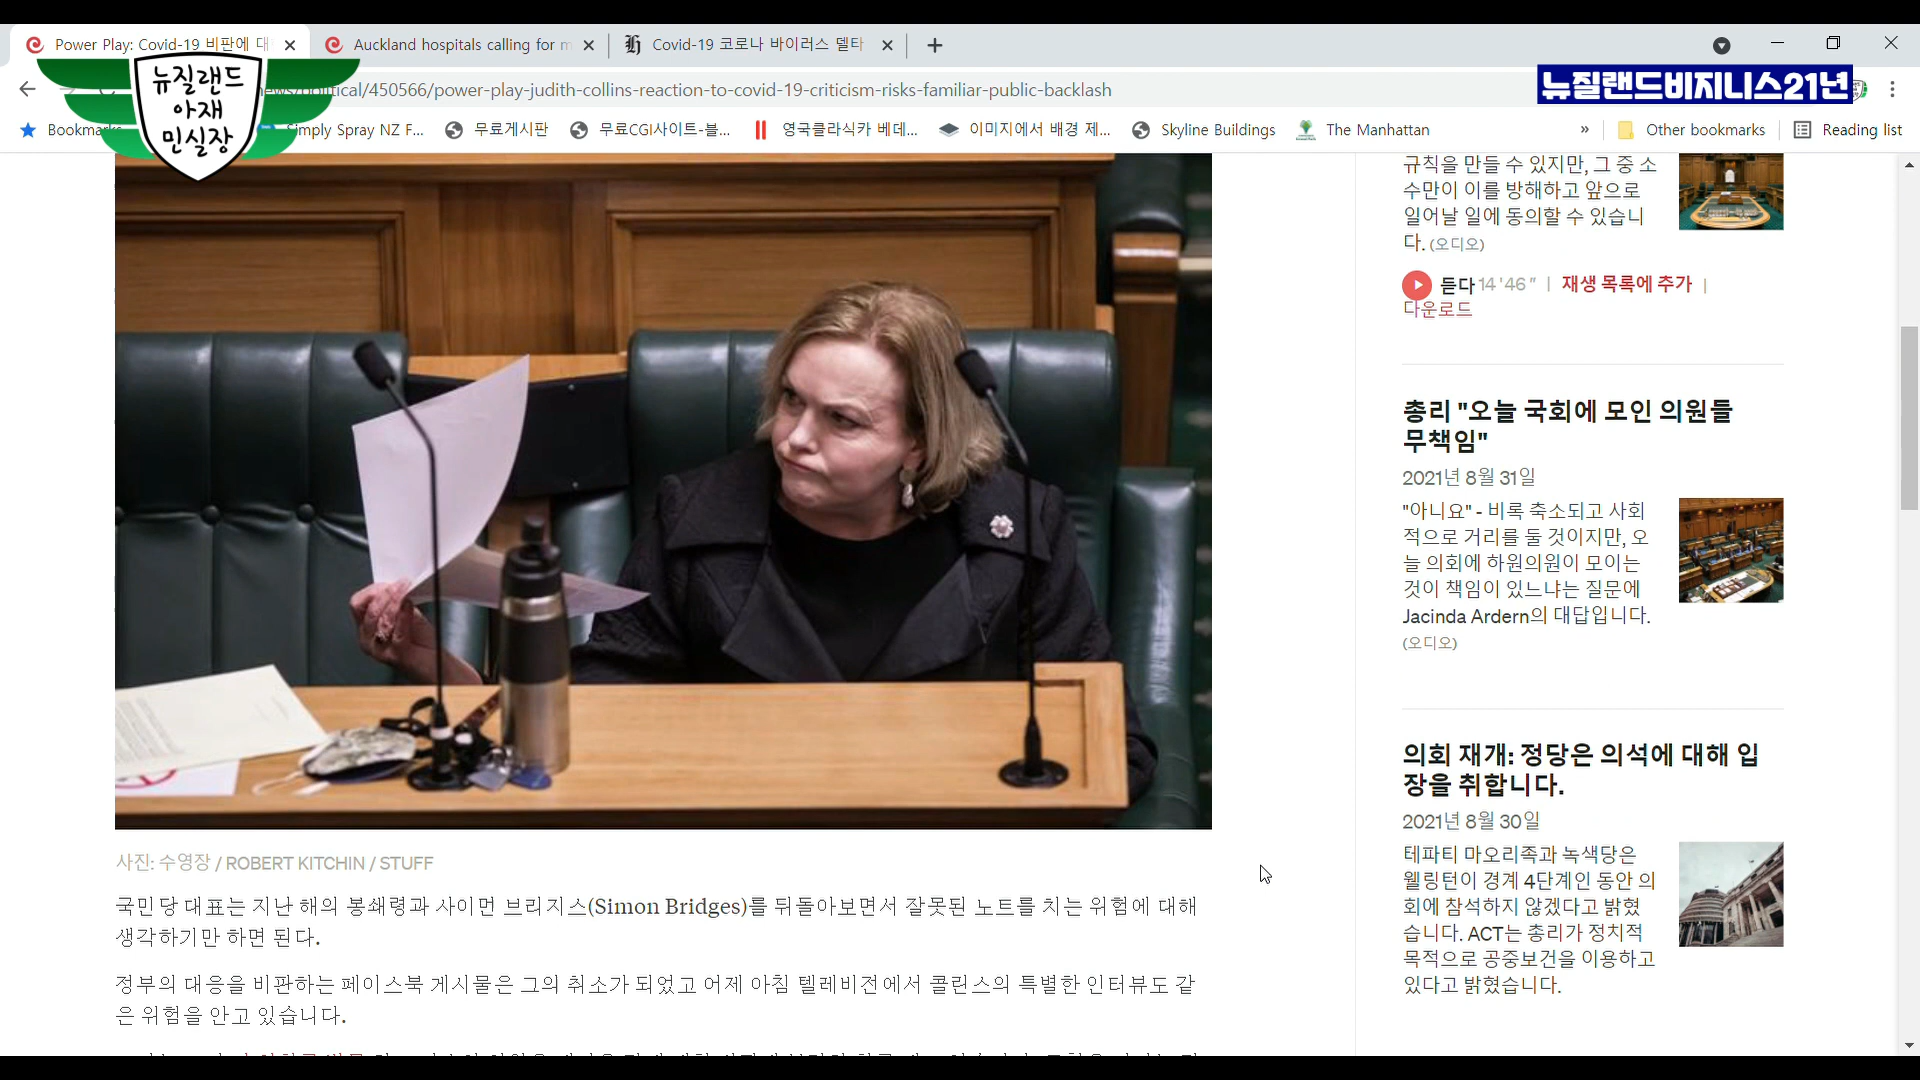 Power Play: Covid-19 비판에 대
Auckland hospitals calling for m
Covid-19 코로나 바이러스 델타
뉴질랜드
아재
민실장
뉴질랜드비지니스21년
ews/political/450566/power-play-judith-collins-reaction-to-covid-19-criticism-risks-familiar-public-backlash
Bookmarks
Simply Spray NZ F...
무료게시판
무료CGI사이트-블...
영국클라식카 베데...
이미지에서 배경 제...
Skyline Buildings
The Manhattan
»
Other bookmarks
Reading list
사진: 수영장 / ROBERT KITCHIN / STUFF
국민당 대표는 지난 해의 봉쇄령과 사이먼 브리지스(Simon Bridges)를 뒤돌아보면서 잘못된 노트를 치는 위험에 대해
생각하기만 하면 된다.
정부의 대응을 비판하는 페이스북 게시물은 그의 취소가 되었고 어제 아침 텔레비전에서 콜린스의 특별한 인터뷰도 같
은 위험을 안고 있습니다.
규칙을 만들 수 있지만, 그 중 소
수만이 이를 방해하고 앞으로
일어날 일에 동의할 수 있습니
다. (오디오)
듣다 14 ' 46 " | 재생 목록에 추가 |
다운로드
총리 "오늘 국회에 모인 의원들
무책임"
2021년 8월 31일
"아니요" - 비록 축소되고 사회
적으로 거리를 둘 것이지만, 오
늘 의회에 하원의원이 모이는
것이 책임이 있느냐는 질문에
Jacinda Ardern의 대답입니다.
(오디오)
의회 재개: 정당은 의석에 대해 입
장을 취합니다.
2021년 8월 30일
테파티 마오리족과 녹색당은
웰링턴이 경계 4단계인 동안 의
회에 참석하지 않겠다고 밝혔
습니다. ACT는 총리가 정치적
목적으로 공중보건을 이용하고
있다고 밝혔습니다.